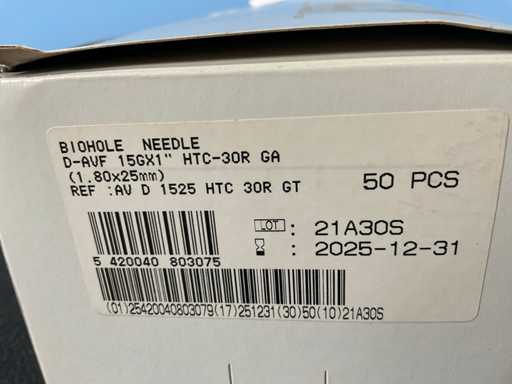 BIOHOLE NEEDLE
D-AVF 15GX1" HTC-30R GA
(1.80x25mm)
REF :AV D 1525 HTC 30R GT
50 PCS
LOT : 21A30S
: 2025-12-31
5 420040 803075
(01)25420040803079(17)251231(30)50(10)21A30S